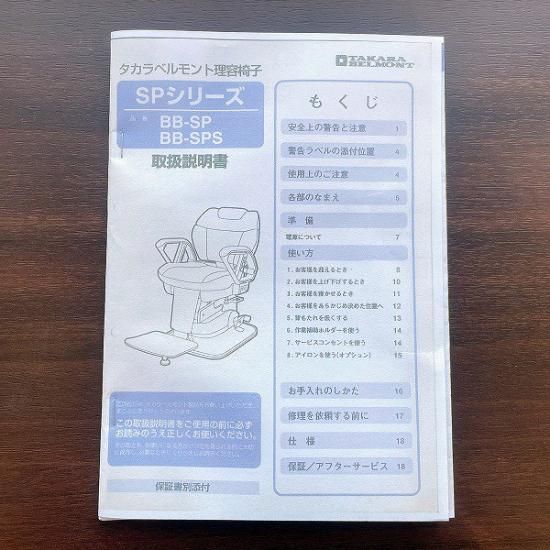 タカラベルモント理容椅子
SPシリーズ
品番
BB-SP
BB-SPS
取扱説明書
この取扱説明書をご使用の前に必ず
お読みのうえ正しくお使いください。
保証書別添付
TAKARA
BELMONT
もくじ
安全上の警告と注意 1
警告ラベルの添付位置 4
使用上のご注意 4
各部のなまえ 5
準備
電源について 7
使い方
1. お客様を迎えるとき 8
2. お客様を上げ下げするとき 10
3. お客様を寝かせるとき 11
4. お客様をあらかじめ決めた位置へ 12
5. 背もたれを低くする 13
6. 作業補助ホルダーを使う 14
7. サービスコンセントを使う 14
8. アイロンを使う(オプション) 15
お手入れのしかた 16
修理を依頼する前に 17
仕様 18
保証/アフターサービス 18